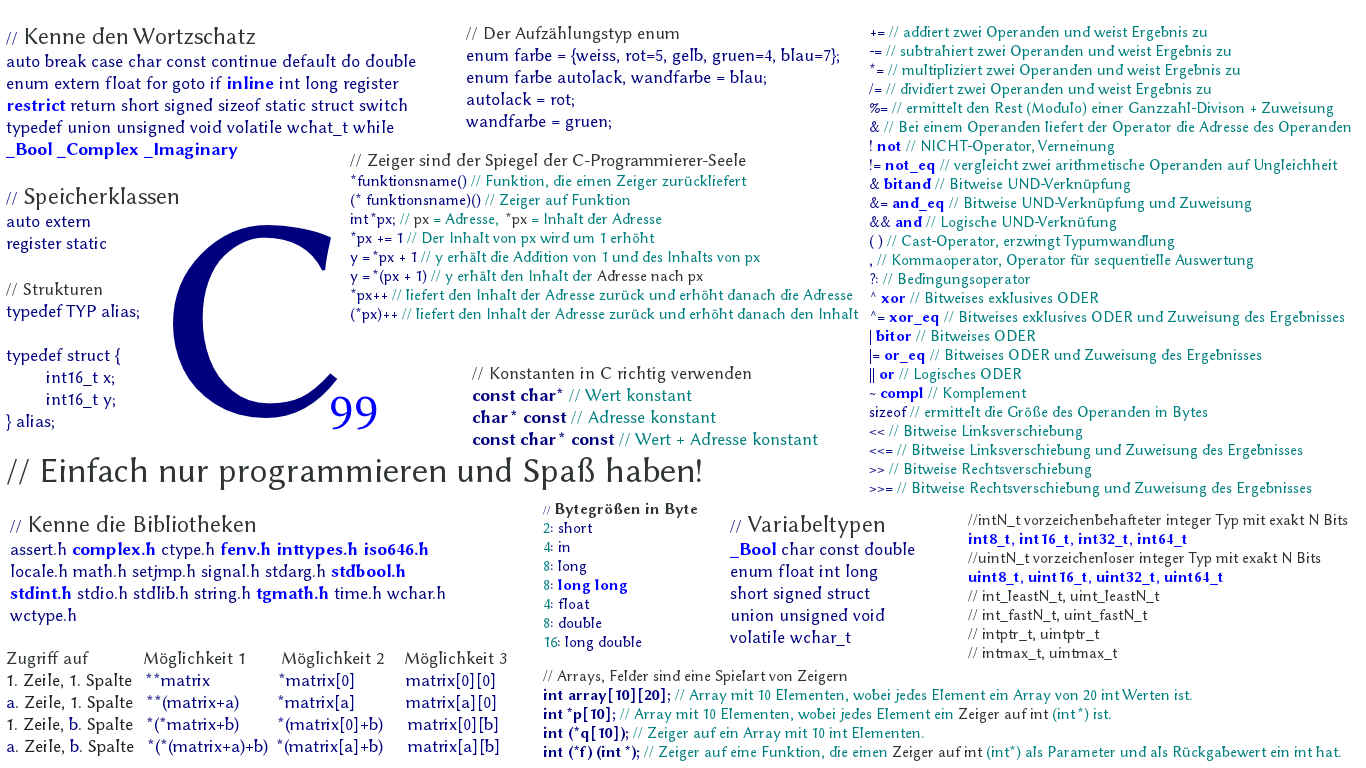 // Kenne den Wortschatz
auto break case char const continue default do double
enum extern float for goto if inline int long register
restrict return short signed sizeof static struct switch
typedef union unsigned void volatile wchat_t while
_Bool _Complex _Imaginary
// Speicherklassen
auto extern
register static
// Strukturen
typedef TYP alias;
typedef struct {
int16_t x;
int16_t y;
} alias;
C99
// Der Aufzählungstyp enum
enum farbe = {weiss, rot=5, gelb, gruen=4, blau=7};
enum farbe autolack, wandfarbe = blau;
autolack = rot;
wandfarbe = gruen;
// Zeiger sind der Spiegel der C-Programmierer-Seele
*funktionsname() // Funktion, die einen Zeiger zurückliefert
(* funktionsname)() // Zeiger auf Funktion
int *px; // px = Adresse, *px = Inhalt der Adresse
*px += 1 // Der Inhalt von px wird um 1 erhöht
y = *px + 1 // y erhält die Addition von 1 und des Inhalts von px
y = *(px + 1) // y erhält den Inhalt der Adresse nach px
*px++ // liefert den Inhalt der Adresse zurück und erhöht danach die Adresse
(*px)++ // liefert den Inhalt der Adresse zurück und erhöht danach den Inhalt
// Konstanten in C richtig verwenden
const char* // Wert konstant
char* const // Adresse konstant
const char* const // Wert + Adresse konstant
+= // addiert zwei Operanden und weist Ergebnis zu
-= // subtrahiert zwei Operanden und weist Ergebnis zu
*= // multipliziert zwei Operanden und weist Ergebnis zu
/= // dividiert zwei Operanden und weist Ergebnis zu
%= // ermittelt den Rest (Modulo) einer Ganzzahl-Divison + Zuweisung
& // Bei einem Operanden liefert der Operator die Adresse des Operanden
! not // NICHT-Operator, Verneinung
!= not_eq // vergleicht zwei arithmetische Operanden auf Ungleichheit
& bitand // Bitweise UND-Verknüpfung
&= and_eq // Bitweise UND-Verknüpfung und Zuweisung
&& and // Logische UND-Verknüfung
( ) // Cast-Operator, erzwingt Typumwandlung
, // Kommaoperator, Operator für sequentielle Auswertung
?: // Bedingungsoperator
^ xor // Bitweises exklusives ODER
^= xor_eq // Bitweises exklusives ODER und Zuweisung des Ergebnisses
| bitor // Bitweises ODER
|= or_eq // Bitweises ODER und Zuweisung des Ergebnisses
|| or // Logisches ODER
~ compl // Komplement
sizeof // ermittelt die Größe des Operanden in Bytes
<< // Bitweise Linksverschiebung
<<= // Bitweise Linksverschiebung und Zuweisung des Ergebnisses
>> // Bitweise Rechtsverschiebung
>>= // Bitweise Rechtsverschiebung und Zuweisung des Ergebnisses
// Einfach nur programmieren und Spaß haben!
// Kenne die Bibliotheken
assert.h complex.h ctype.h fenv.h inttypes.h iso646.h
locale.h math.h setjmp.h signal.h stdarg.h stdbool.h
stdint.h stdio.h stdlib.h string.h tgmath.h time.h wchar.h
wctype.h
// Bytegrößen in Byte
2: short
4: in
8: long
8: long long
4: float
8: double
16: long double
// Variabeltypen
_Bool char const double
enum float int long
short signed struct
union unsigned void
volatile wchar_t
//intN_t vorzeichenbehafteter integer Typ mit exakt N Bits
int8_t, int16_t, int32_t, int64_t
//uintN_t vorzeichenloser integer Typ mit exakt N Bits
uint8_t, uint16_t, uint32_t, uint64_t
// int_leastN_t, uint_leastN_t
// int_fastN_t, uint_fastN_t
// intptr_t, uintptr_t
// intmax_t, uintmax_t
Zugriff auf Möglichkeit 1 Möglichkeit 2 Möglichkeit 3
1. Zeile, 1. Spalte **matrix *matrix[0] matrix[0][0]
a. Zeile, 1. Spalte **(matrix+a) *matrix[a] matrix[a][0]
1. Zeile, b. Spalte *(*matrix+b) *(matrix[0]+b) matrix[0][b]
a. Zeile, b. Spalte *(*(matrix+a)+b) *(matrix[a]+b) matrix[a][b]
// Arrays, Felder sind eine Spielart von Zeigern
int array[10][20]; // Array mit 10 Elementen, wobei jedes Element ein Array von 20 int Werten ist.
int *p[10]; // Array mit 10 Elementen, wobei jedes Element ein Zeiger auf int (int*) ist.
int (*q[10]); // Zeiger auf ein Array mit 10 int Elementen.
int (*f) (int *); // Zeiger auf eine Funktion, die einen Zeiger auf int (int*) als Parameter und als Rückgabewert ein int hat.